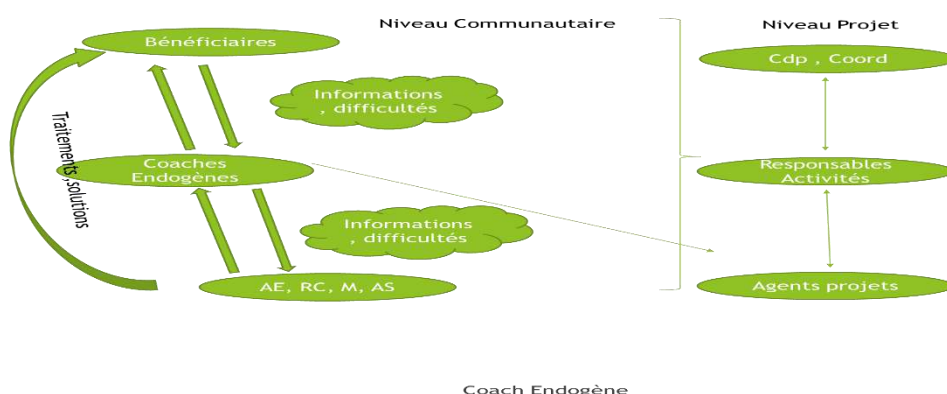 Niveau Communautaire
Niveau Projet
Bénéficiaires
Cdp , Coord
Informations
, difficultés
Traitements ,solutions
Coaches
Endogènes
Responsables
Activités
Informations
, difficultés
AE, RC, M, AS
Agents projets
Coach Endogène